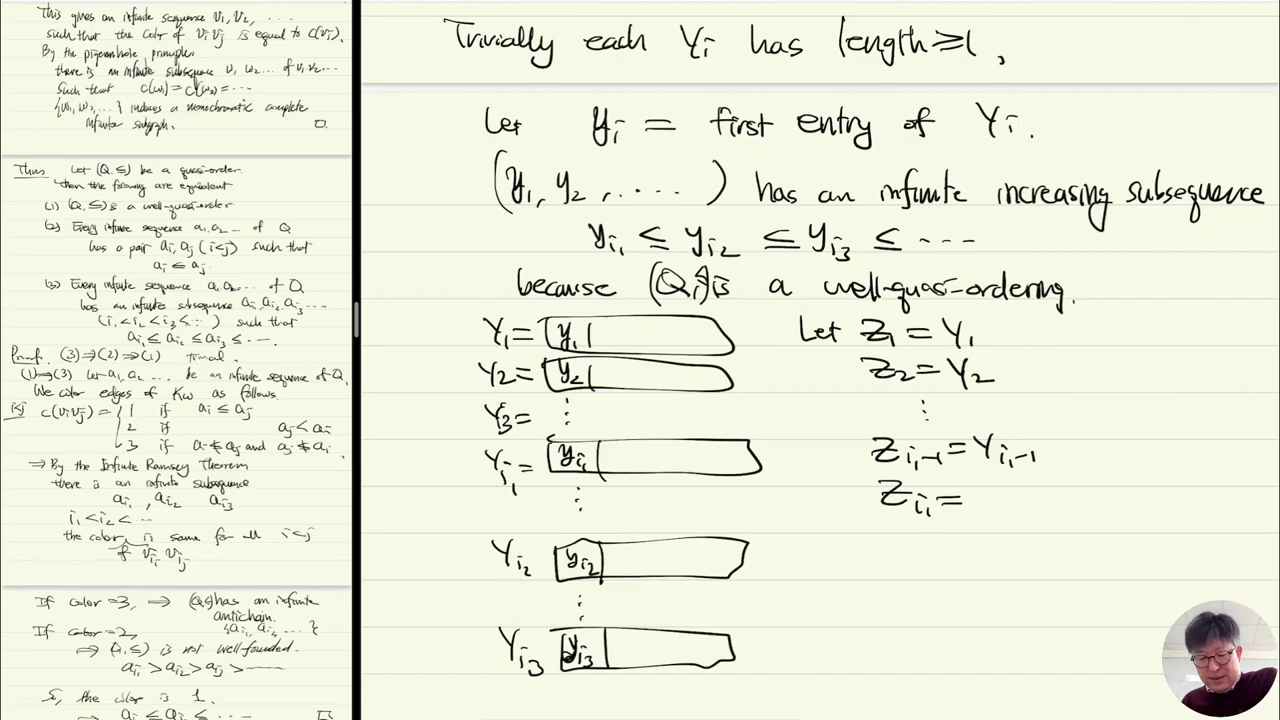 This gives an infinite sequence v₁, v₂, ....
such that the color of vᵢvⱼ is equal to c(vᵢ).
By the pigeonhole principle
there is an infinite subsequence w₁, w₂... of v₁v₂...
such that c(w₁) = c(w₂) = ...
{w₁, w₂, ...} induces a monochromatic complete
infinite subgraph. □
Thm Let (Q, ≤) be a quasi-order.
then the following are equivalent
(1) (Q, ≤) is a well-quasi-order
(2) Every infinite sequence a₁, a₂ ... of Q
has a pair aᵢ, aⱼ (i<j) such that
aᵢ ≤ aⱼ.
(3) Every infinite sequence a₁, a₂... of Q
has an infinite subsequence aᵢ₁, aᵢ₂, aᵢ₃ ...
(i₁ < i₂ < i₃ < ...) such that
aᵢ₁ ≤ aᵢ₂ ≤ aᵢ₃ ≤ ....
Proof. (3)⇒(2)⇒(1) trivial.
(1)⇒(3) Let a₁, a₂ ... be an infinite sequence of Q.
We color edges of Kω as follows.
i<j c(vᵢvⱼ) = { 1 if aᵢ ≤ aⱼ
2 if aⱼ < aᵢ
3 if aᵢ ≰ aⱼ and aⱼ ≰ aᵢ
⇒ By the Infinite Ramsey Theorem
there is an infinite subsequence
aᵢ₁, aᵢ₂ aᵢ₃
i₁ < i₂ < ...
the color is same for all i<j
of vᵢᵢ vᵢⱼ
If color = 3, ⇒ (Q, ≤) has an infinite
antichain.
{aᵢ₁, aᵢ₂ ....}
If color = 2,
⇒ (Q, ≤) is not well-founded.
aᵢ₁ > aᵢ₂ > aᵢ₃ > ......
So, the color is 1.
⇒ aᵢ₁ ≤ aᵢ₂ ≤ ..... □
Trivially each Yᵢ has length ≥ 1,
Let yᵢ = first entry of Yᵢ.
(y₁, y₂, .....) has an infinite increasing subsequence
yᵢ₁ ≤ yᵢ₂ ≤ yᵢ₃ ≤ ....
because (Q, ≤) is a well-quasi-ordering.
Y₁ = y₁
Y₂ = y₂
Y₃ = ⋮
Yᵢ₁ = yᵢ₁
⋮
Yᵢ₂ yᵢ₂
⋮
Yᵢ₃ yᵢ₃
Let Z₁ = Y₁
Z₂ = Y₂
⋮
Zᵢ₁₋₁ = Yᵢ₁₋₁
Zᵢ₁ =